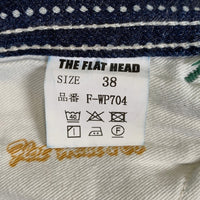 THE FLAT HEAD
SIZE 38
品番 F-WP704